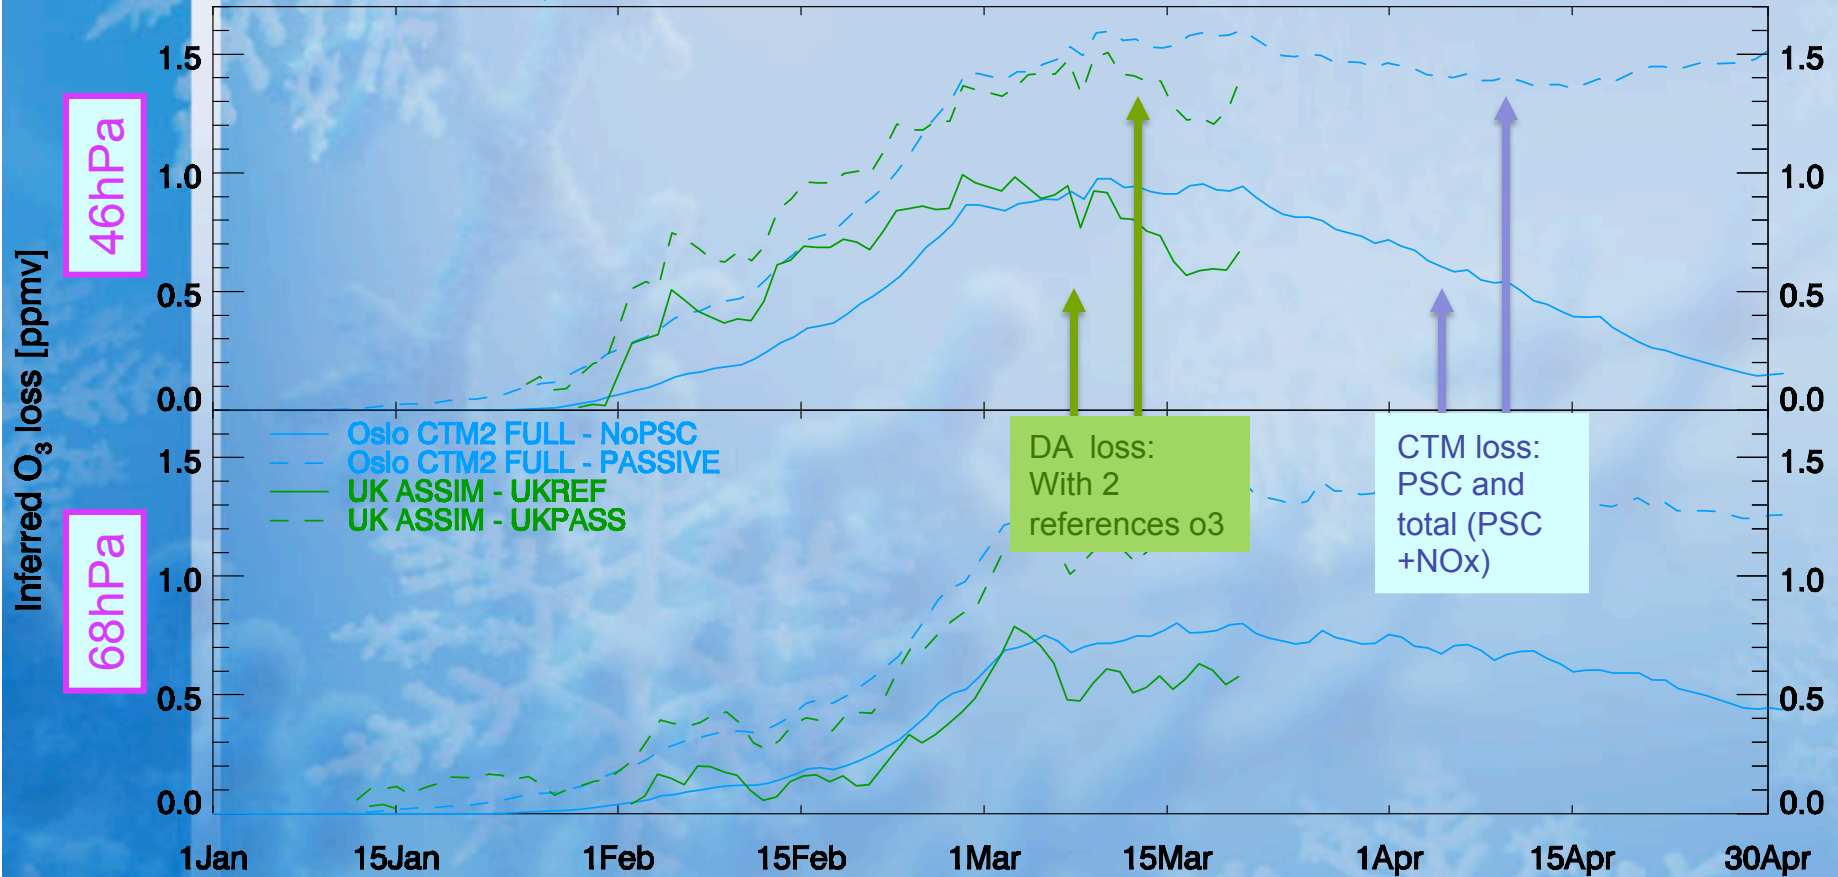 1.5
1.0
0.5
0.0
1.5
1.0
0.5
0.0
46hPa
Inferred O3 loss [ppmv]
Oslo CTM2 FULL - NoPSC
Oslo CTM2 FULL - PASSIVE
UK ASSIM - UKREF
UK ASSIM - UKPASS
DA loss:
With 2
references o3
CTM loss:
PSC and
total (PSC
+NOx)
1.5
1.0
0.5
0.0
1.5
1.0
0.5
0.0
68hPa
1Jan 15Jan 1Feb 15Feb 1Mar 15Mar 1Apr 15Apr 30Apr